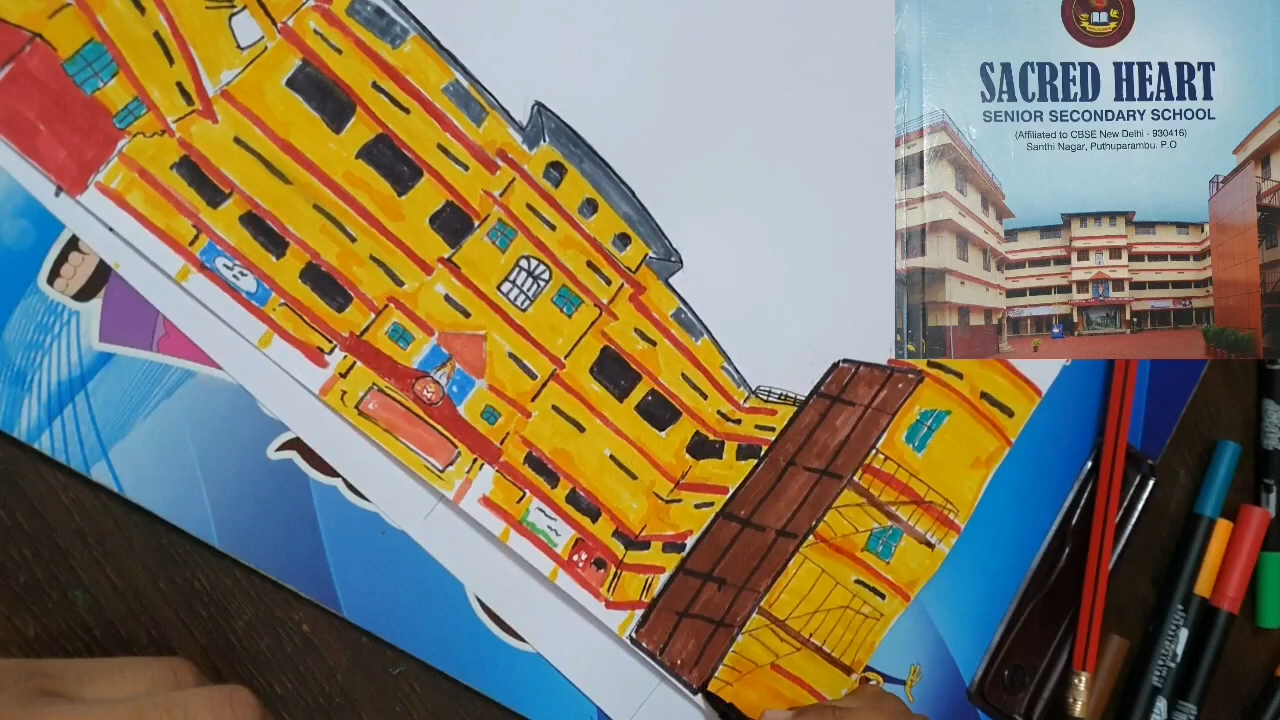 SACRED HEART
SENIOR SECONDARY SCHOOL
(Affiliated to CBSE New Delhi - 930416)
Santhi Nagar, Puthuparambu. P.O